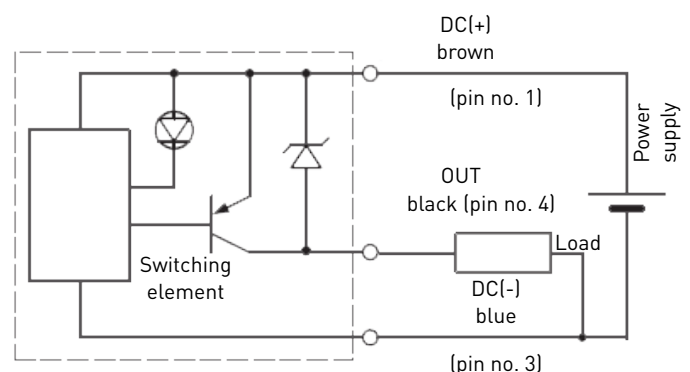 DC(+)
brown
(pin no. 1)
Power
supply
OUT
black (pin no. 4)
Load
Switching
element
DC(-)
blue
(pin no. 3)